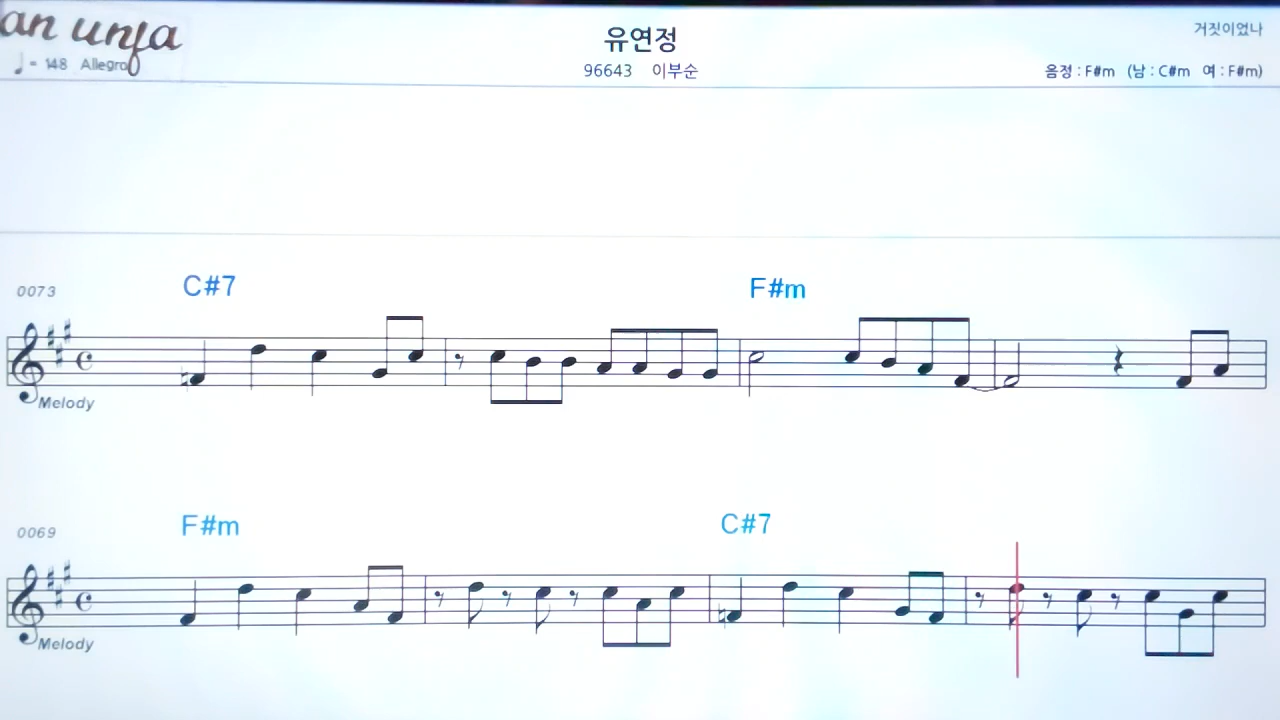 an unfa
♩= 148 Allegro
유연정
96643 이부순
거짓이었나
음정 : F#m (남 : C#m 여 : F#m)
0073
C#7 F#m
Melody
0069
F#m C#7
Melody